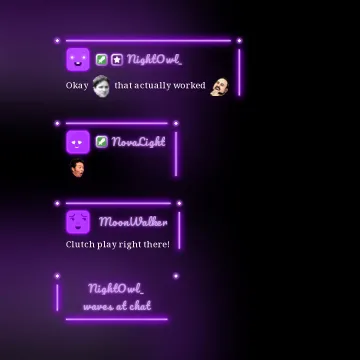 NightOwl_
Okay that actually worked
NovaLight
MoonWalker
Clutch play right there!
NightOwl_
waves at chat